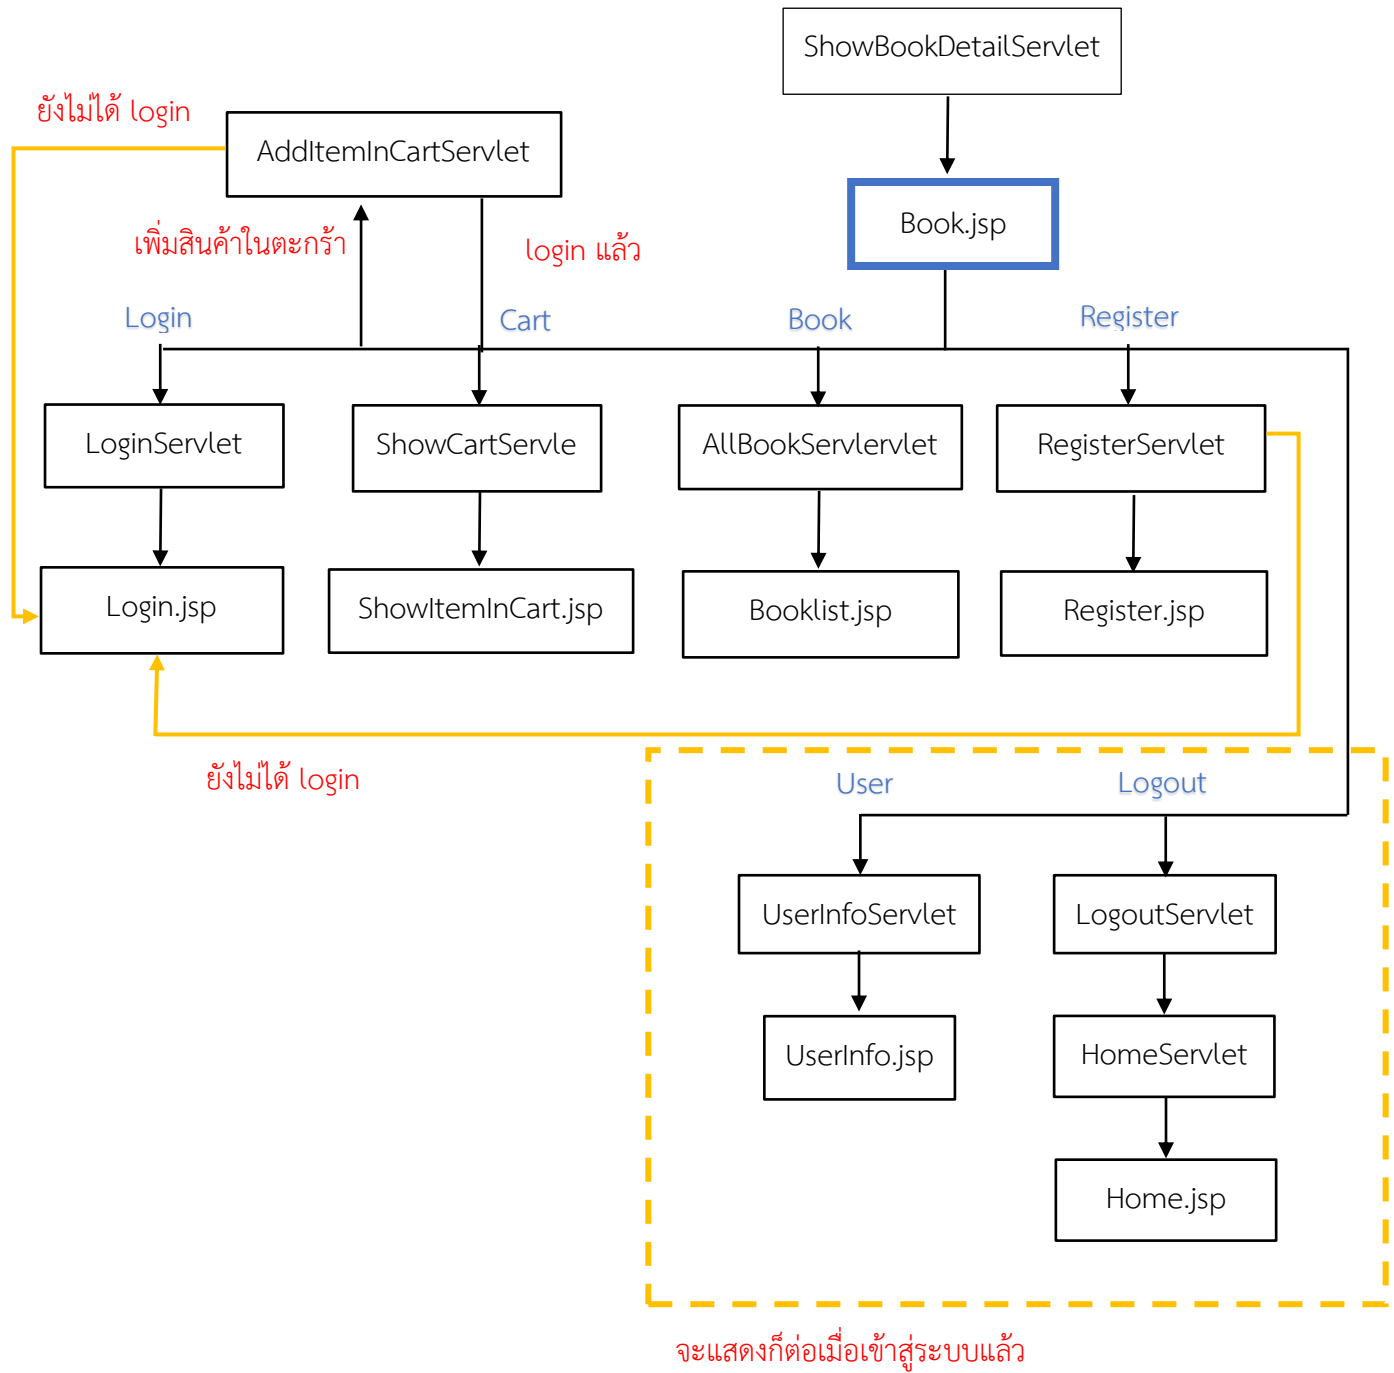 ShowBookDetailServlet
ยังไม่ได้ login
AddItemInCartServlet
Book.jsp
เพิ่มสินค้าในตะกร้า
login แล้ว
Login
Cart
Book
Register
LoginServlet
ShowCartServle
AllBookServlervlet
RegisterServlet
Login.jsp
ShowItemInCart.jsp
Booklist.jsp
Register.jsp
ยังไม่ได้ login
User
Logout
UserInfoServlet
LogoutServlet
UserInfo.jsp
HomeServlet
Home.jsp
จะแสดงก็ต่อเมื่อเข้าสู่ระบบแล้ว